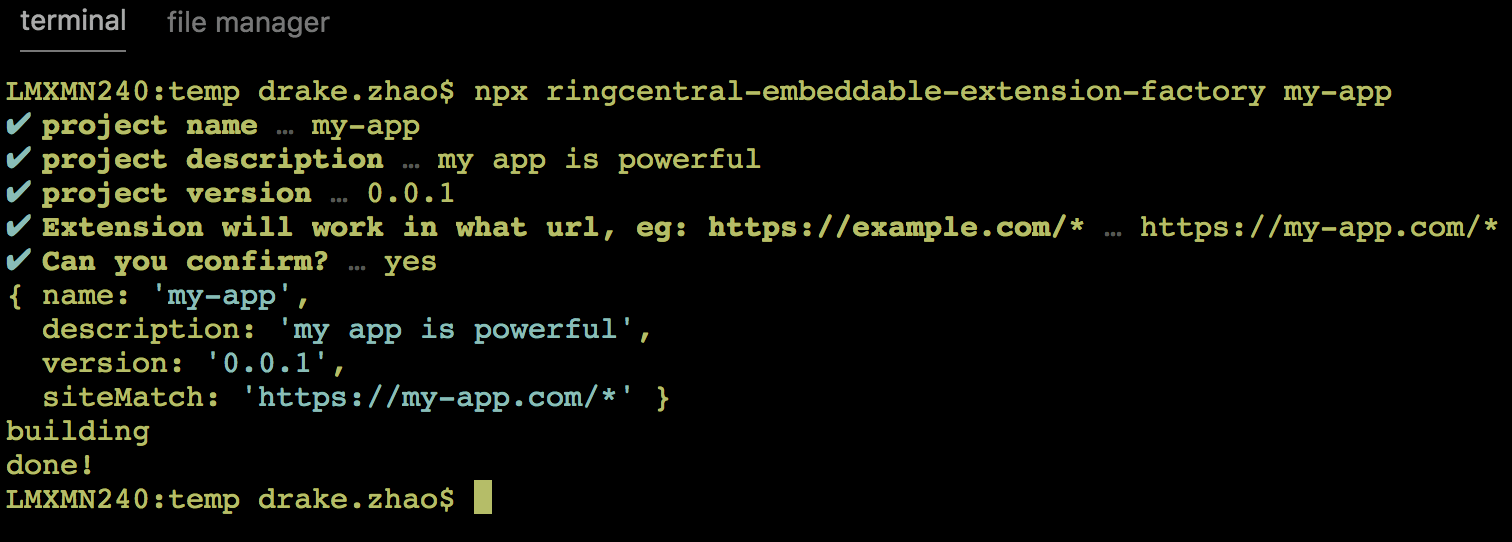 terminal file manager
LMXMN240:temp drake.zhao$ npx ringcentral-embeddable-extension-factory my-app
✔ project name … my-app
✔ project description … my app is powerful
✔ project version … 0.0.1
✔ Extension will work in what url, eg: https://example.com/* … https://my-app.com/*
✔ Can you confirm? … yes
{ name: 'my-app',
  description: 'my app is powerful',
  version: '0.0.1',
  siteMatch: 'https://my-app.com/*' }
building
done!
LMXMN240:temp drake.zhao$